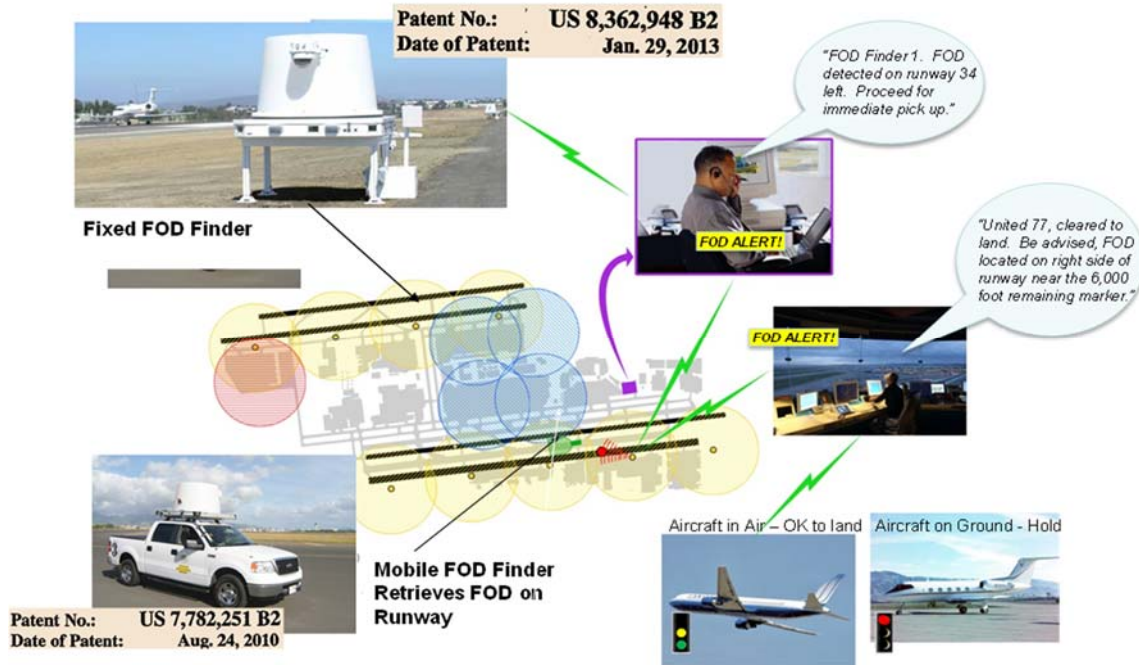 Patent No.: US 8,362,948 B2
Date of Patent: Jan. 29, 2013
"FOD Finder 1. FOD
detected on runway 34
left. Proceed for
immediate pick up."
Fixed FOD Finder
FOD ALERT!
"United 77, cleared to
land. Be advised, FOD
located on right side of
runway near the 6,000
foot remaining marker."
FOD ALERT!
Mobile FOD Finder
Retrieves FOD on
Runway
Patent No.: US 7,782,251 B2
Date of Patent: Aug. 24, 2010
Aircraft in Air – OK to land
Aircraft on Ground - Hold